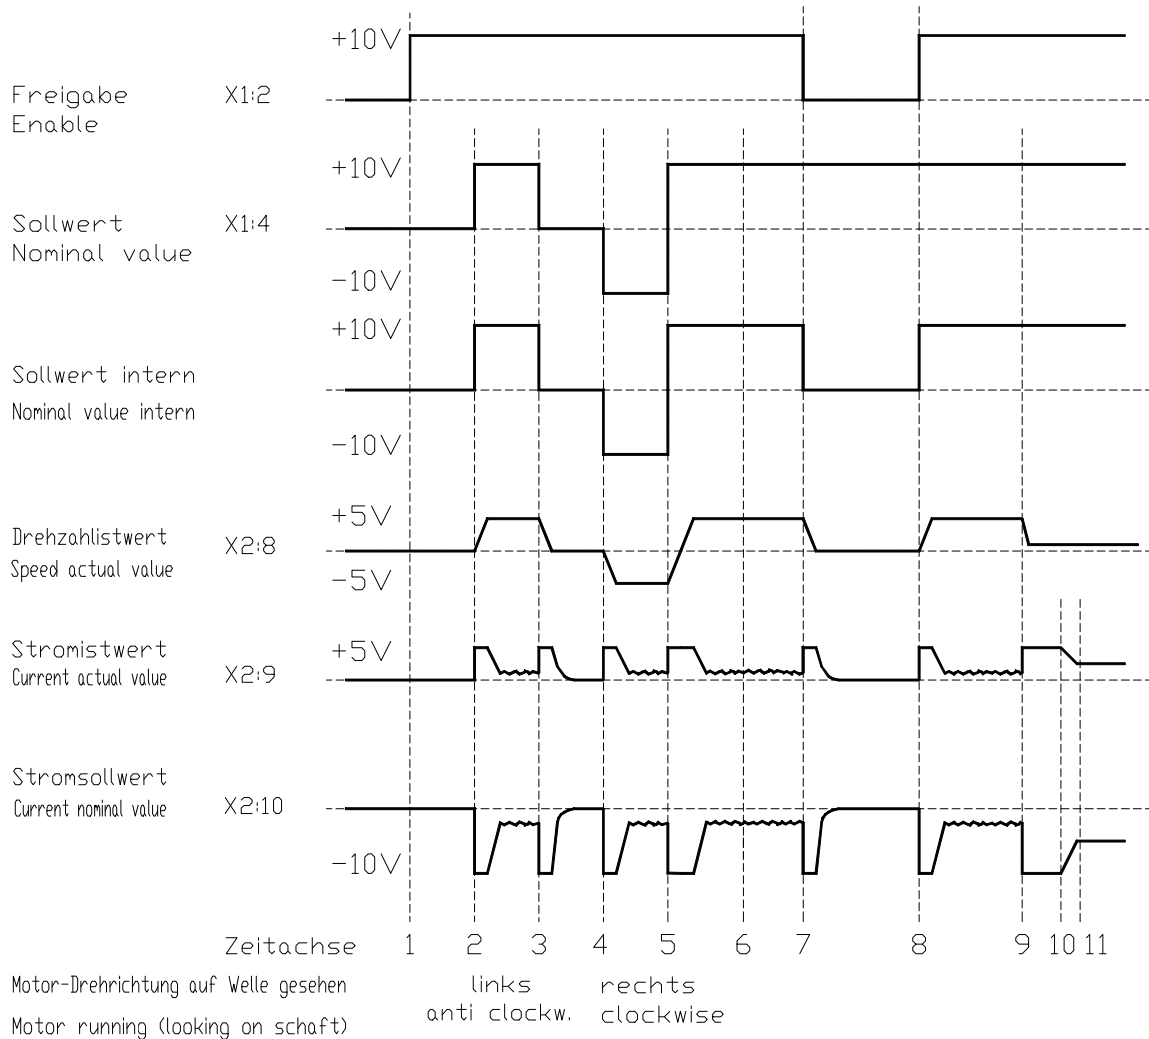 +10V
Freigabe X1:2
Enable
+10V
Sollwert X1:4
Nominal value
-10V
+10V
Sollwert intern
Nominal value intern
-10V
+5V
Drehzahlistwert X2:8
Speed actual value
-5V
Stromistwert +5V
Current actual value X2:9
Stromsollwert
Current nominal value X2:10
-10V
Zeitachse 1 2 3 4 5 6 7 8 9 10 11
Motor-Drehrichtung auf Welle gesehen links rechts
anti clockw. clockwise
Motor running (looking on schaft)